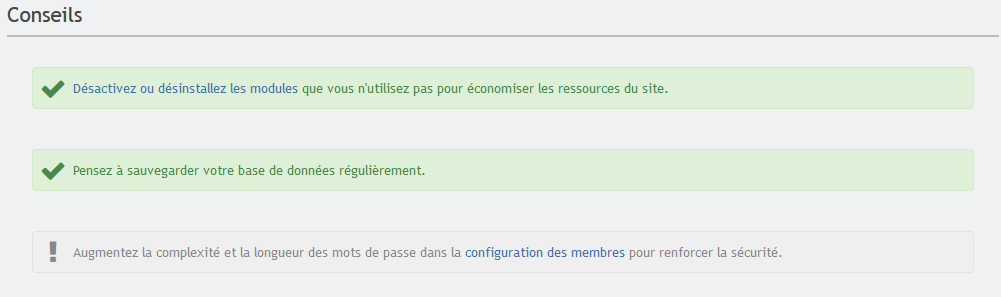 Conseils
Désactivez ou désinstallez les modules que vous n'utilisez pas pour économiser les ressources du site.
Pensez à sauvegarder votre base de données régulièrement.
Augmentez la complexité et la longueur des mots de passe dans la configuration des membres pour renforcer la sécurité.